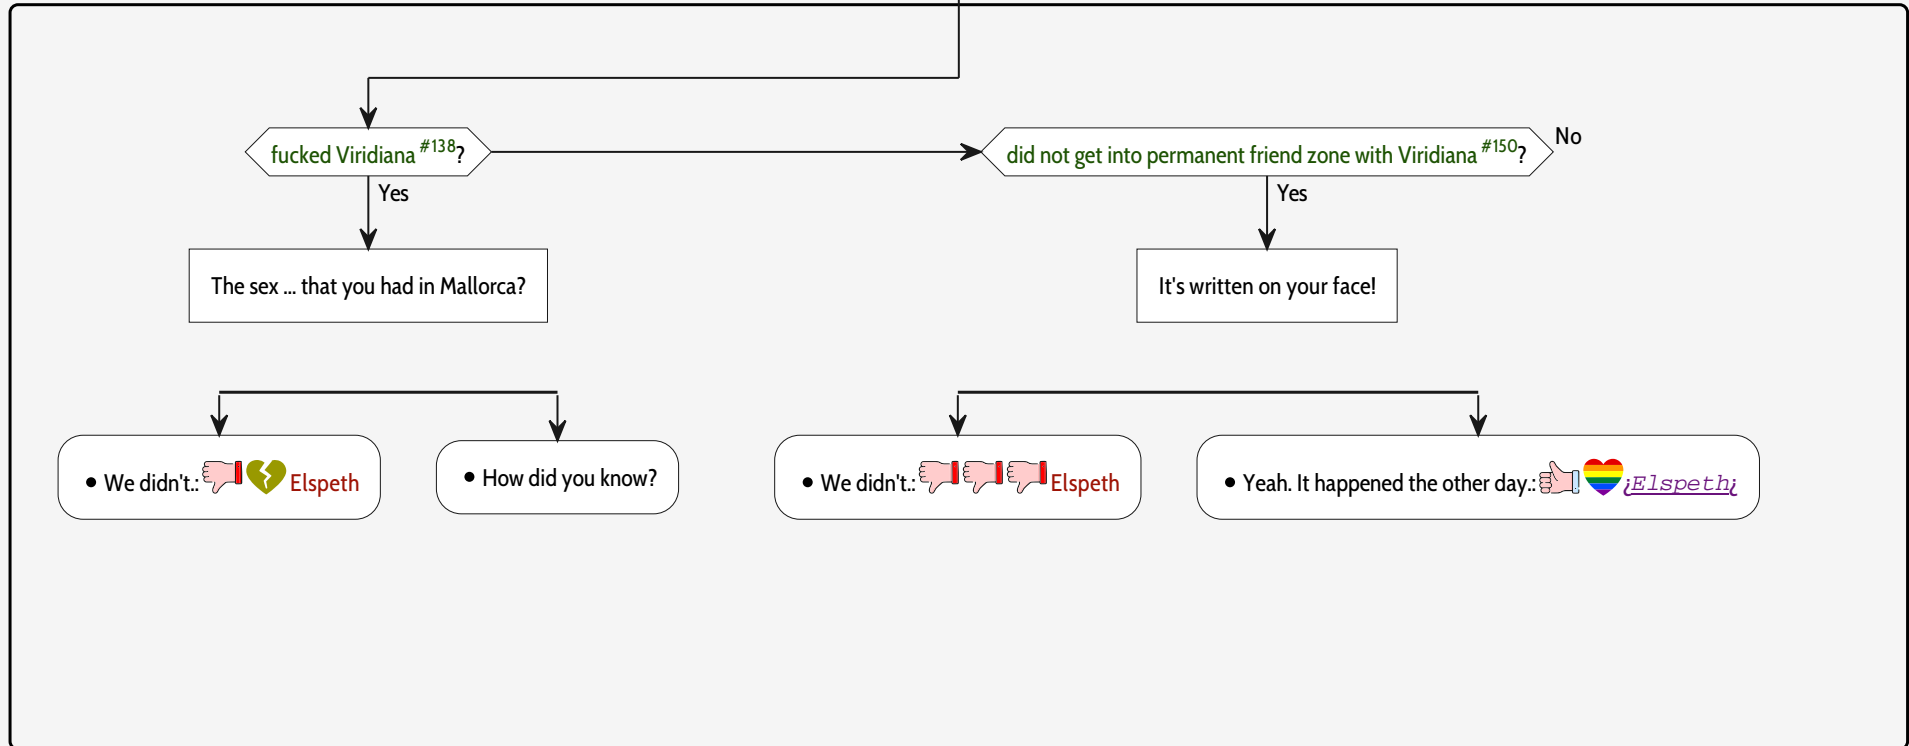 fucked Viridiana #138?
did not get into permanent friend zone with Viridiana #150?
No
Yes
Yes
The sex ... that you had in Mallorca?
It's written on your face!
• We didn't.: Elspeth
• How did you know?
• We didn't.: Elspeth
• Yeah. It happened the other day.: ¿Elspeth¿